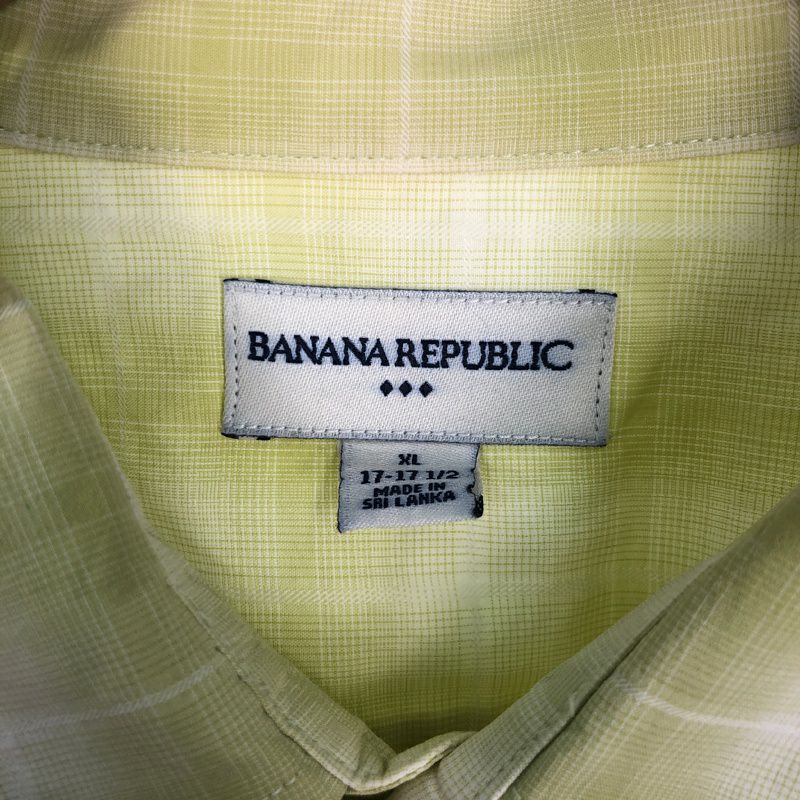 BANANA REPUBLIC
XL
17-17 1/2
MADE IN
SRI LANKA